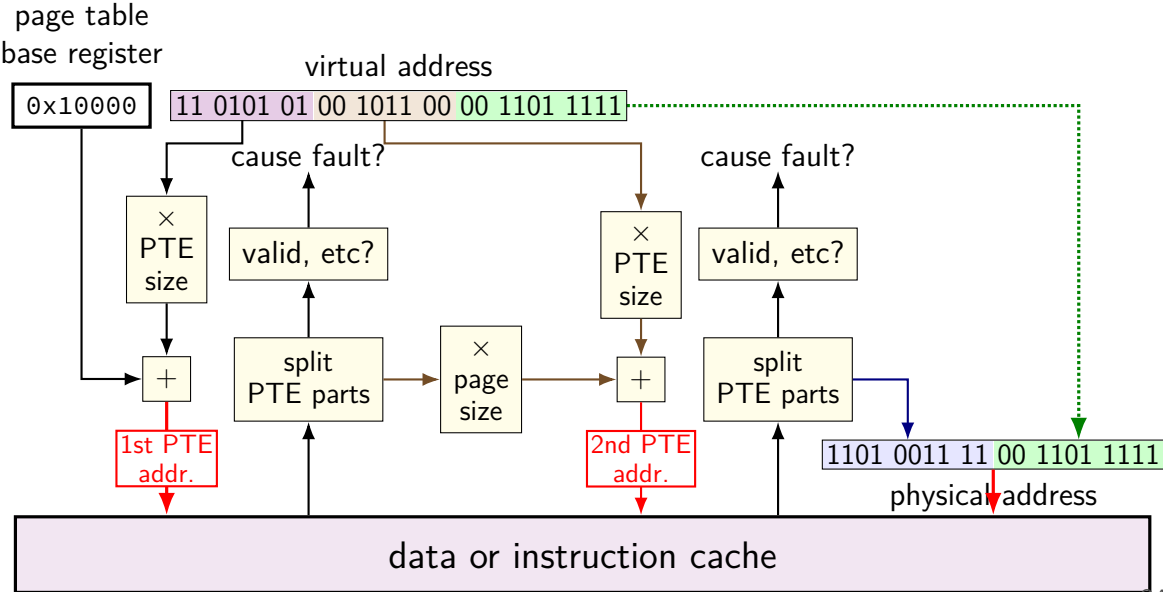 page table
base register
virtual address
0x10000
11 0101 01 00 1011 00 00 1101 1111
cause fault?
cause fault?
×
PTE
size
valid, etc?
×
PTE
size
valid, etc?
+
split
PTE parts
×
page
size
+
split
PTE parts
1st PTE
addr.
2nd PTE
addr.
1101 0011 11 00 1101 1111
physical address
data or instruction cache